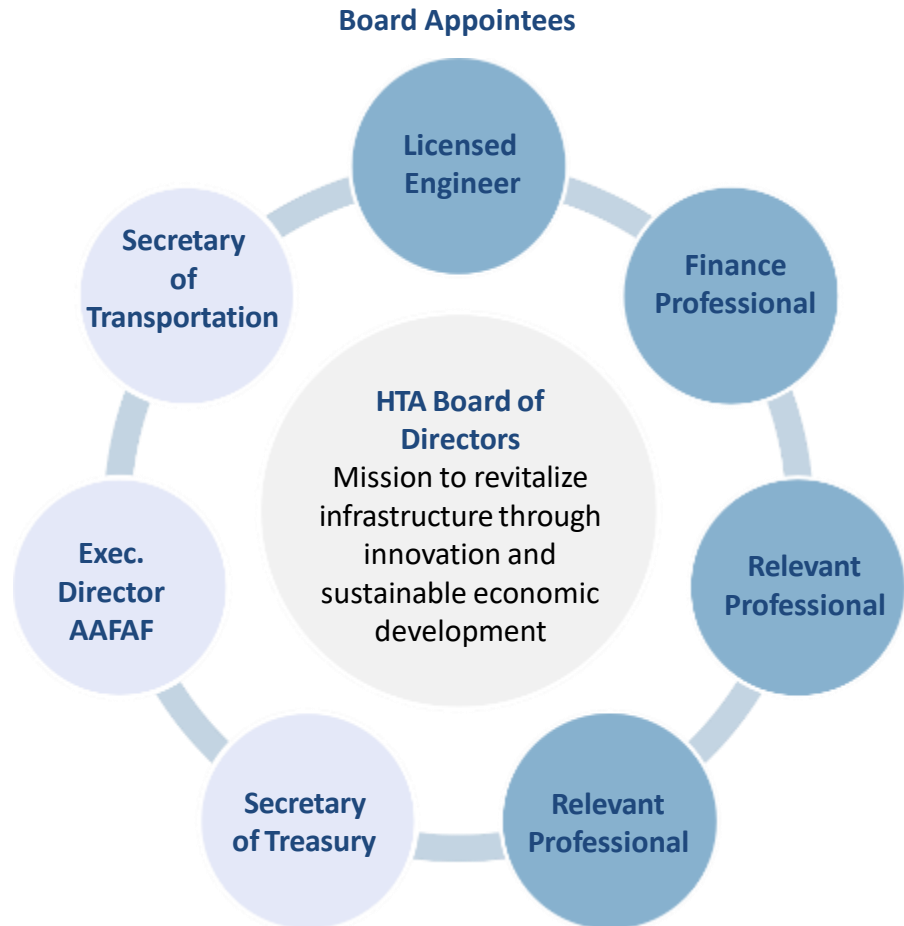 Board Appointees
Licensed
Engineer
Secretary
of
Transportation
Finance
Professional
HTA Board of
Directors
Mission to revitalize
infrastructure through
innovation and
sustainable economic
development
Exec.
Director
AAFAF
Relevant
Professional
Secretary
of Treasury
Relevant
Professional